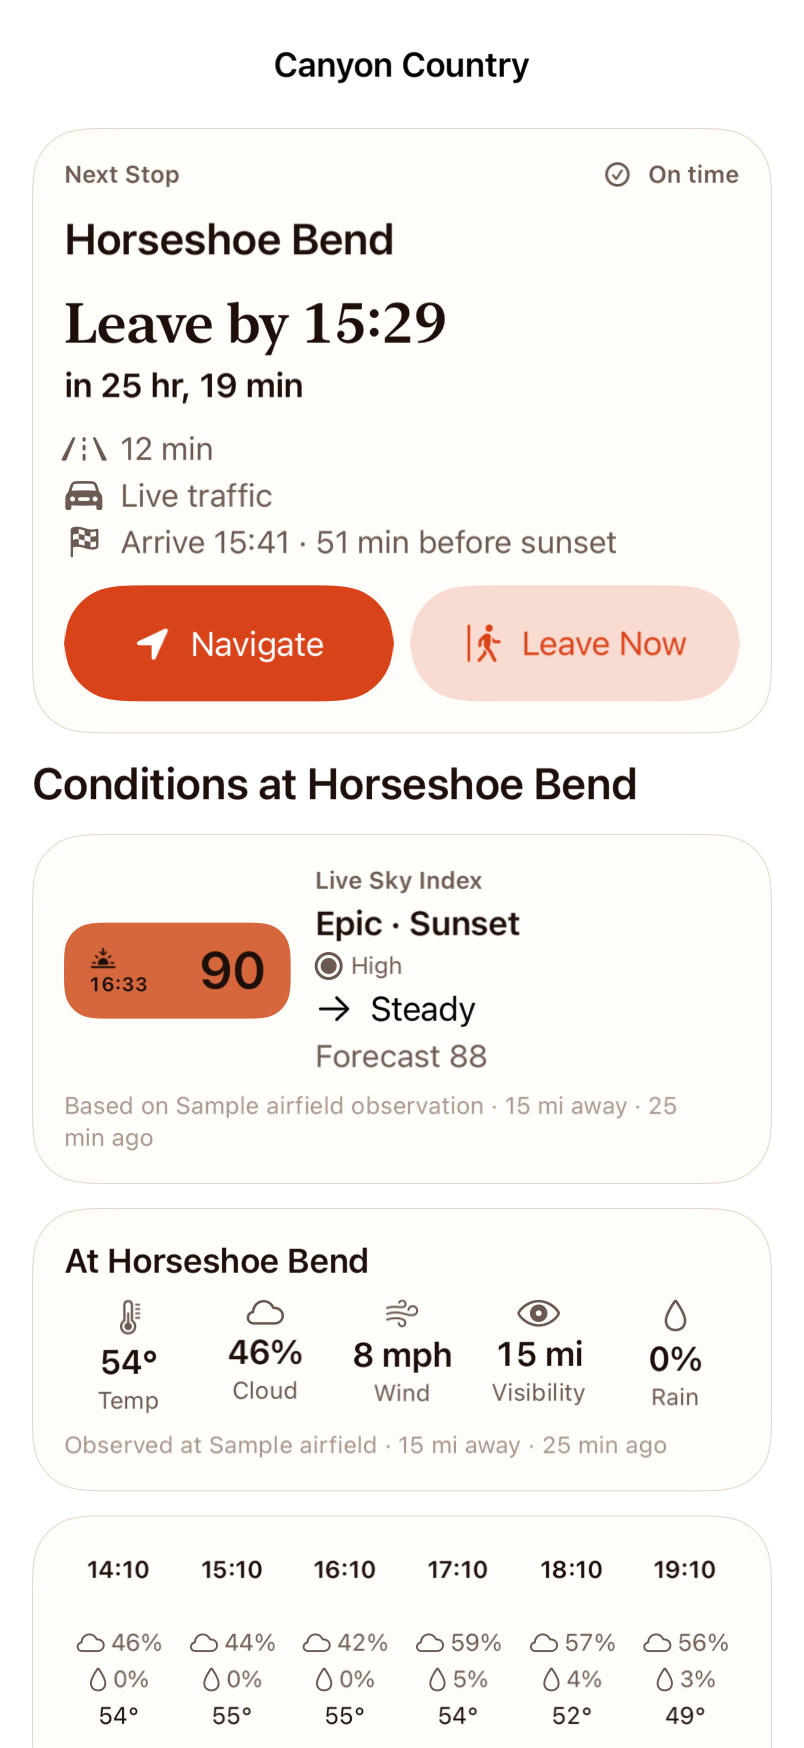 Canyon Country
Next Stop
On time
Horseshoe Bend
Leave by 15:29
in 25 hr, 19 min
12 min
Live traffic
Arrive 15:41 · 51 min before sunset
Navigate
Leave Now
Conditions at Horseshoe Bend
Live Sky Index
Epic · Sunset
High
Steady
Forecast 88
16:33
90
Based on Sample airfield observation · 15 mi away · 25
min ago
At Horseshoe Bend
54° 46% 8 mph 15 mi 0%
Temp Cloud Wind Visibility Rain
Observed at Sample airfield · 15 mi away · 25 min ago
14:10 15:10 16:10 17:10 18:10 19:10
46% 44% 42% 59% 57% 56%
0% 0% 0% 5% 4% 3%
54° 55° 55° 54° 52° 49°